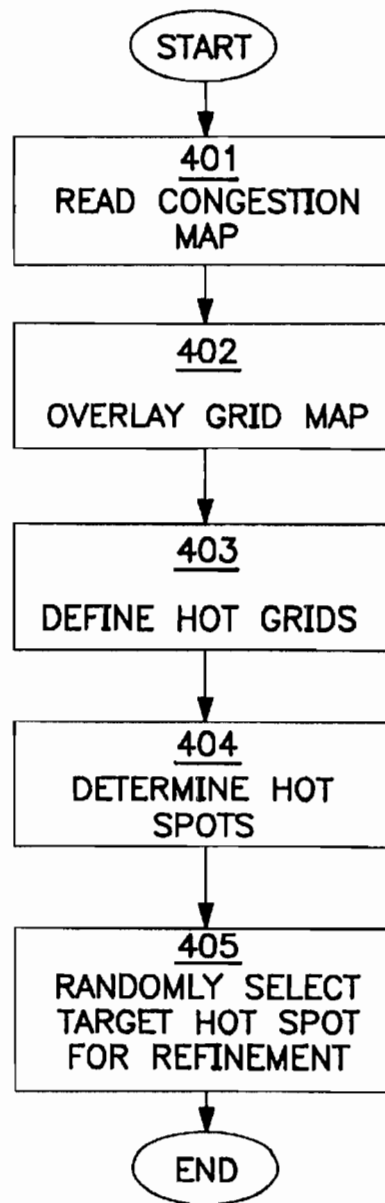 START
401
READ CONGESTION
MAP
402
OVERLAY GRID MAP
403
DEFINE HOT GRIDS
404
DETERMINE HOT
SPOTS
405
RANDOMLY SELECT
TARGET HOT SPOT
FOR REFINEMENT
END